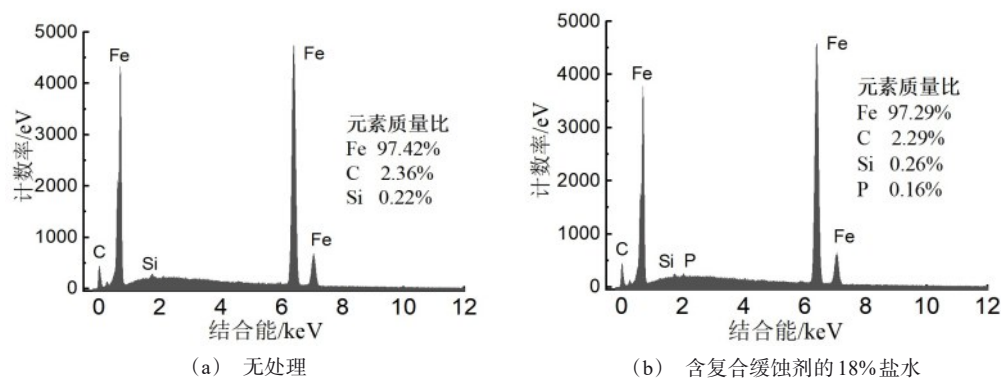 5000
4000
3000
2000
1000
0
计数率/eV
Fe
Fe
Fe
C
Si
元素质量比
Fe 97.42%
C 2.36%
Si 0.22%
0 2 4 6 8 10 12
结合能/keV
(a) 无处理
5000
4000
3000
2000
1000
0
计数率/eV
Fe
Fe
Fe
C
Si P
元素质量比
Fe 97.29%
C 2.29%
Si 0.26%
P 0.16%
0 2 4 6 8 10 12
结合能/keV
(b) 含复合缓蚀剂的18%盐水